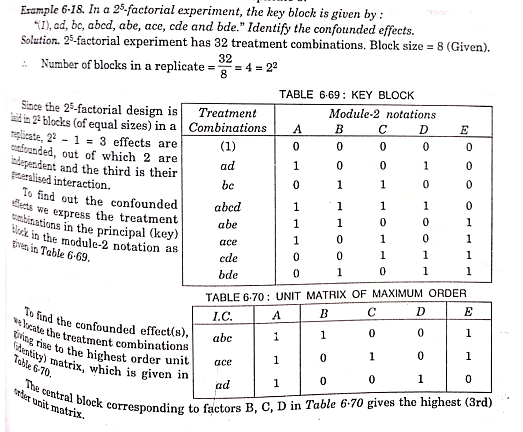 Example 6·18. In a 2⁵-factorial experiment, the key block is given by :
"(I), ad, bc, abcd, abe, ace, cde and bde." Identify the confounded effects.
Solution. 2⁵-factorial experiment has 32 treatment combinations. Block size = 8 (Given).
∴ Number of blocks in a replicate = 32/8 = 4 = 2²
Since the 2⁵-factorial design is
laid in 2² blocks (of equal sizes) in a
replicate, 2² – 1 = 3 effects are
confounded, out of which 2 are
independent and the third is their
generalised interaction.
To find out the confounded
effects we express the treatment
combinations in the principal (key)
block in the module-2 notation as
given in Table 6·69.
TABLE 6·69 : KEY BLOCK
Treatment Module-2 notations
Combinations A B C D E
(1) 0 0 0 0 0
ad 1 0 0 1 0
bc 0 1 1 0 0
abcd 1 1 1 1 0
abe 1 1 0 0 1
ace 1 0 1 0 1
cde 0 0 1 1 1
bde 0 1 0 1 1
To find the confounded effect(s),
we locate the treatment combinations
giving rise to the highest order unit
(identity) matrix, which is given in
Table 6·70.
TABLE 6·70 : UNIT MATRIX OF MAXIMUM ORDER
I.C. A B C D E
abc 1 1 0 0 1
ace 1 0 1 0 1
ad 1 0 0 1 0
The central block corresponding to factors B, C, D in Table 6·70 gives the highest (3rd)
order unit matrix.